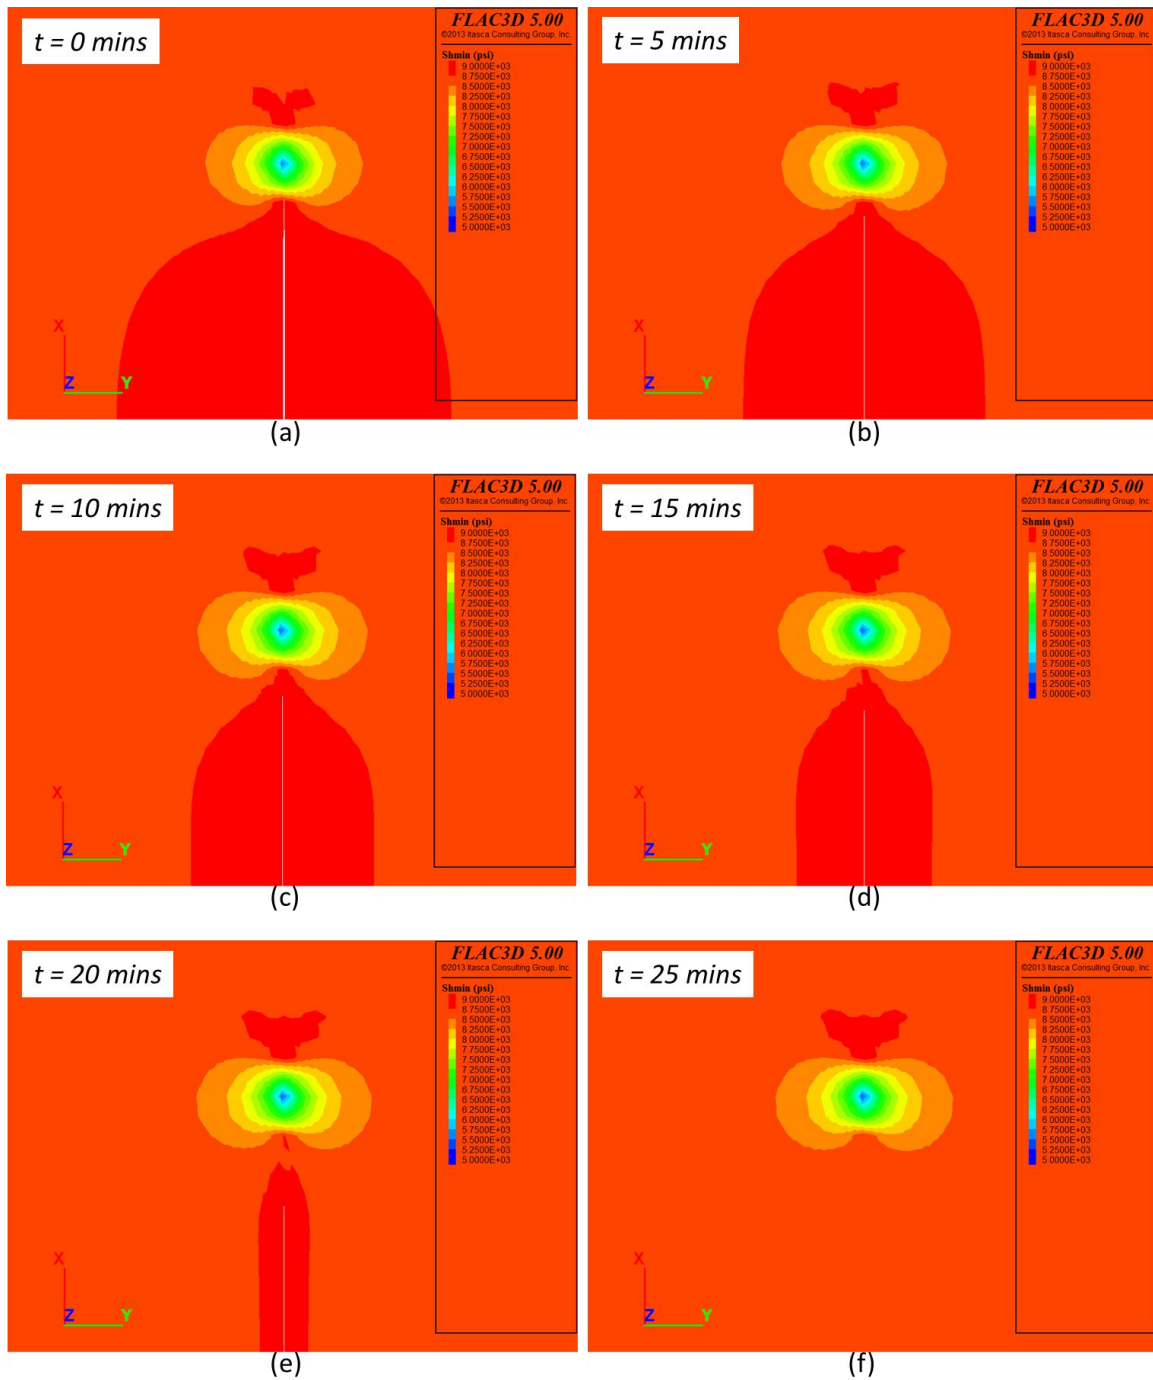 t = 0 mins
FLAC3D 5.00
©2013 Itasca Consulting Group, Inc.
Shmin (psi)
9.0000E+03
8.7500E+03
8.5000E+03
8.2500E+03
8.0000E+03
7.7500E+03
7.5000E+03
7.2500E+03
7.0000E+03
6.7500E+03
6.5000E+03
6.2500E+03
6.0000E+03
5.7500E+03
5.5000E+03
5.2500E+03
5.0000E+03
X
Z Y
(a)
t = 5 mins
FLAC3D 5.00
©2013 Itasca Consulting Group, Inc.
Shmin (psi)
9.0000E+03
8.7500E+03
8.5000E+03
8.2500E+03
8.0000E+03
7.7500E+03
7.5000E+03
7.2500E+03
7.0000E+03
6.7500E+03
6.5000E+03
6.2500E+03
6.0000E+03
5.7500E+03
5.5000E+03
5.2500E+03
5.0000E+03
X
Z Y
(b)
t = 10 mins
FLAC3D 5.00
©2013 Itasca Consulting Group, Inc.
Shmin (psi)
9.0000E+03
8.7500E+03
8.5000E+03
8.2500E+03
8.0000E+03
7.7500E+03
7.5000E+03
7.2500E+03
7.0000E+03
6.7500E+03
6.5000E+03
6.2500E+03
6.0000E+03
5.7500E+03
5.5000E+03
5.2500E+03
5.0000E+03
X
Z Y
(c)
t = 15 mins
FLAC3D 5.00
©2013 Itasca Consulting Group, Inc.
Shmin (psi)
9.0000E+03
8.7500E+03
8.5000E+03
8.2500E+03
8.0000E+03
7.7500E+03
7.5000E+03
7.2500E+03
7.0000E+03
6.7500E+03
6.5000E+03
6.2500E+03
6.0000E+03
5.7500E+03
5.5000E+03
5.2500E+03
5.0000E+03
X
Z Y
(d)
t = 20 mins
FLAC3D 5.00
©2013 Itasca Consulting Group, Inc.
Shmin (psi)
9.0000E+03
8.7500E+03
8.5000E+03
8.2500E+03
8.0000E+03
7.7500E+03
7.5000E+03
7.2500E+03
7.0000E+03
6.7500E+03
6.5000E+03
6.2500E+03
6.0000E+03
5.7500E+03
5.5000E+03
5.2500E+03
5.0000E+03
X
Z Y
(e)
t = 25 mins
FLAC3D 5.00
©2013 Itasca Consulting Group, Inc.
Shmin (psi)
9.0000E+03
8.7500E+03
8.5000E+03
8.2500E+03
8.0000E+03
7.7500E+03
7.5000E+03
7.2500E+03
7.0000E+03
6.7500E+03
6.5000E+03
6.2500E+03
6.0000E+03
5.7500E+03
5.5000E+03
5.2500E+03
5.0000E+03
X
Z Y
(f)